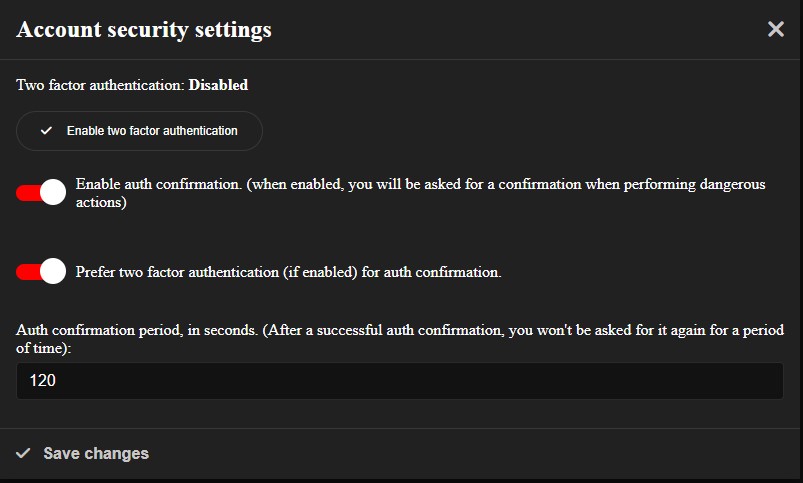 Account security settings
Two factor authentication: Disabled
Enable two factor authentication
Enable auth confirmation. (when enabled, you will be asked for a confirmation when performing dangerous
actions)
Prefer two factor authentication (if enabled) for auth confirmation.
Auth confirmation period, in seconds. (After a successful auth confirmation, you won't be asked for it again for a period
of time):
120
Save changes